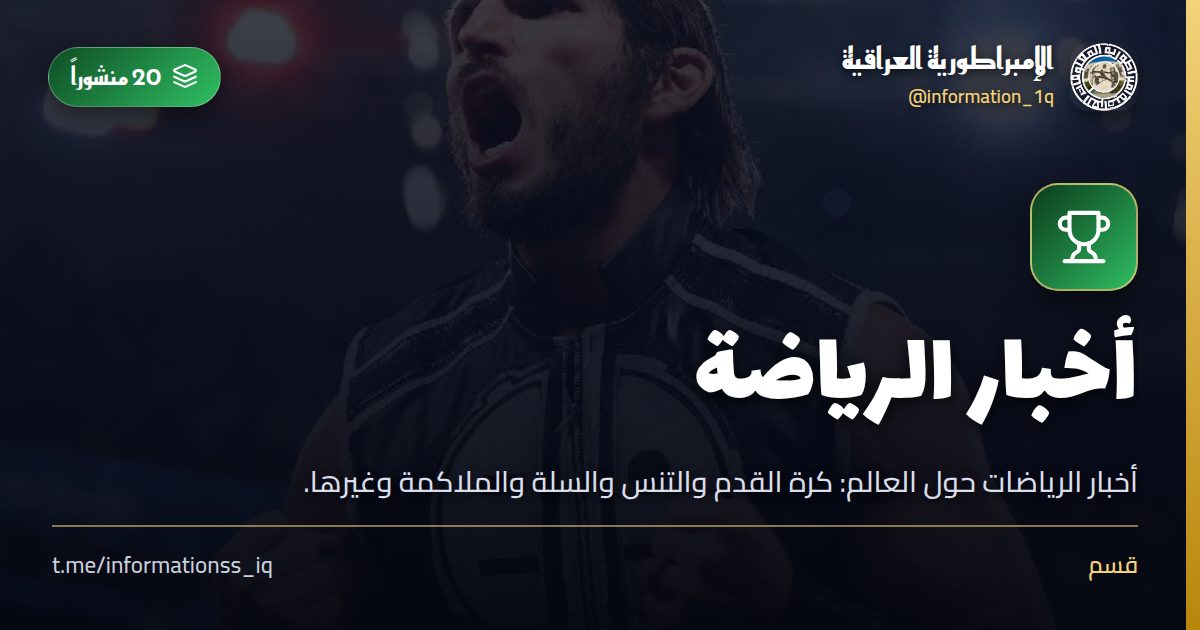 الإمبراطورية العراقية
@information_1q
20 منشوراً
أخبار الرياضة
أخبار الرياضات حول العالم: كرة القدم والتنس والسلة والملاكمة وغيرها.
قسم
t.me/informationss_iq